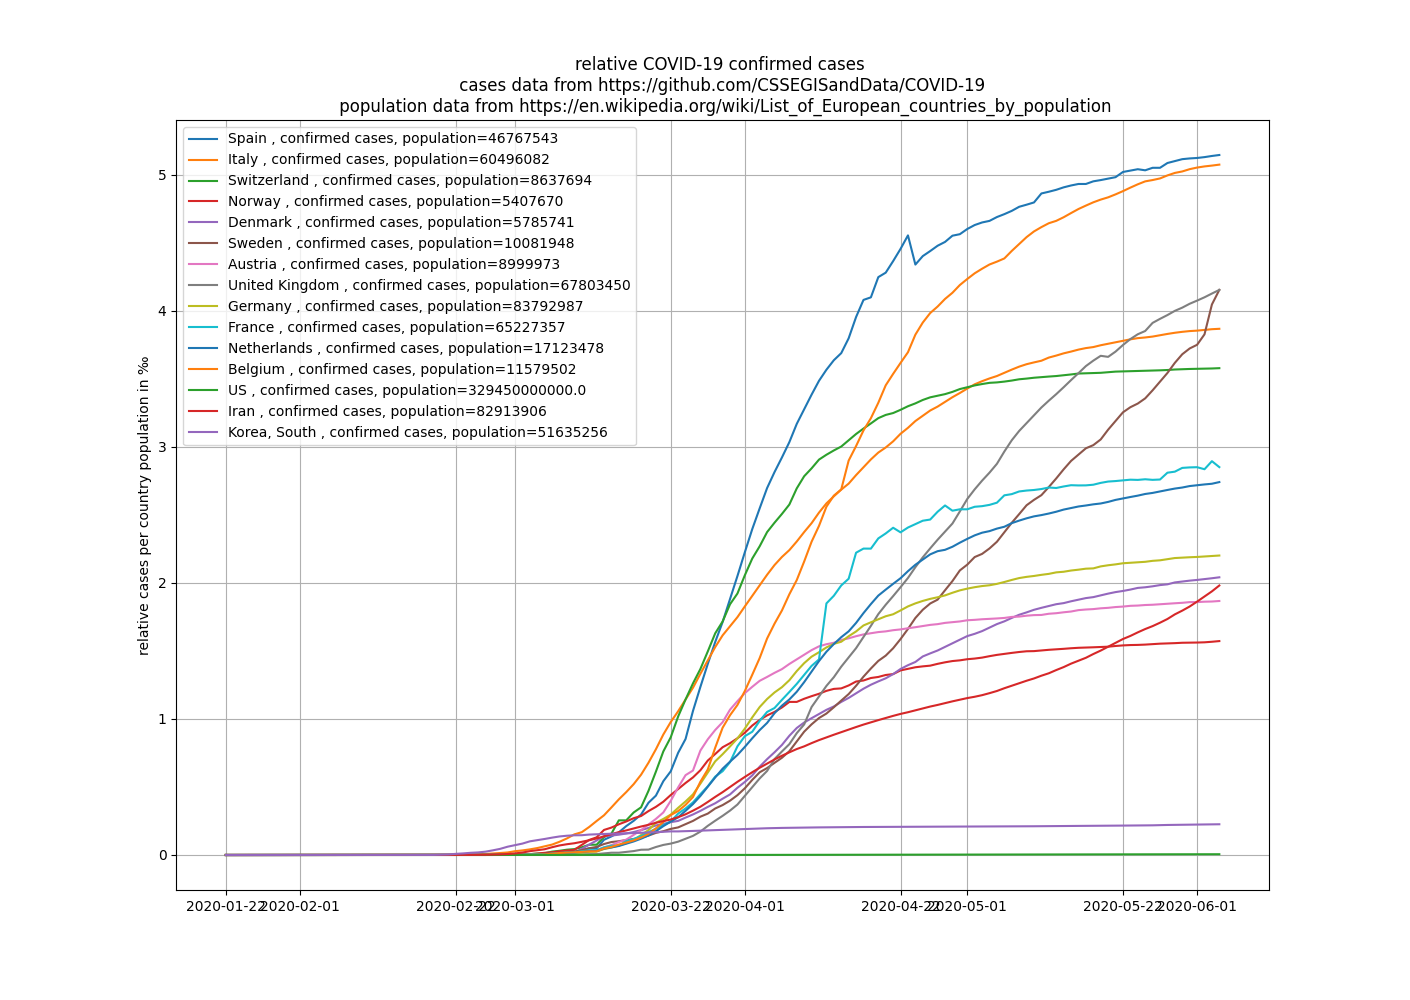 relative COVID-19 confirmed cases
cases data from https://github.com/CSSEGISandData/COVID-19
population data from https://en.wikipedia.org/wiki/List_of_European_countries_by_population
Spain , confirmed cases, population=46767543
Italy , confirmed cases, population=60496082
Switzerland , confirmed cases, population=8637694
Norway , confirmed cases, population=5407670
Denmark , confirmed cases, population=5785741
Sweden , confirmed cases, population=10081948
Austria , confirmed cases, population=8999973
United Kingdom , confirmed cases, population=67803450
Germany , confirmed cases, population=83792987
France , confirmed cases, population=65227357
Netherlands , confirmed cases, population=17123478
Belgium , confirmed cases, population=11579502
US , confirmed cases, population=329450000000.0
Iran , confirmed cases, population=82913906
Korea, South , confirmed cases, population=51635256
relative cases per country population in ‰
5
4
3
2
1
0
2020-01-22 2020-02-01 2020-02-22 2020-03-01 2020-03-22 2020-04-01 2020-04-22 2020-05-01 2020-05-22 2020-06-01